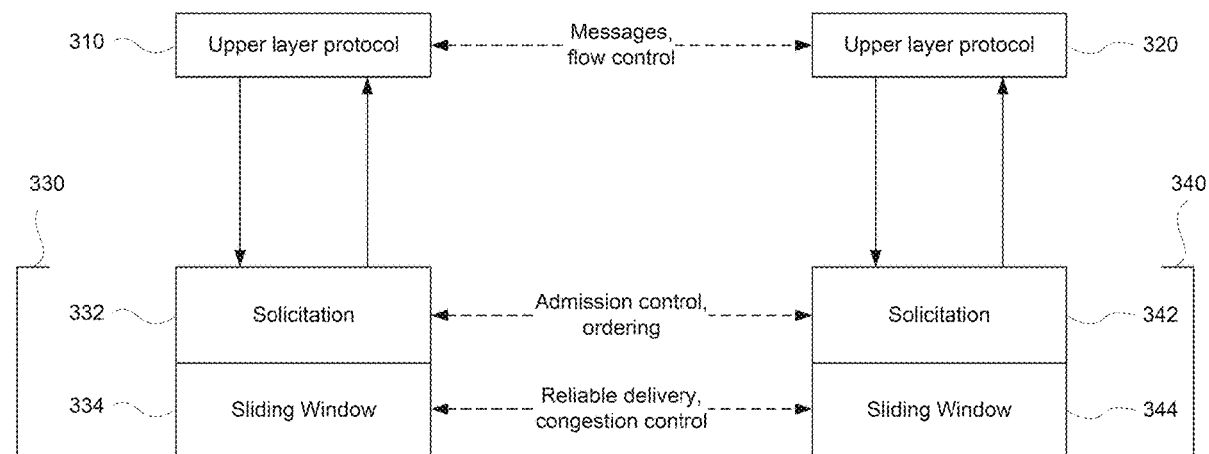 310
Upper layer protocol
Messages,
flow control
Upper layer protocol
320
330
340
332
Solicitation
Admission control,
ordering
Solicitation
342
334
Sliding Window
Reliable delivery,
congestion control
Sliding Window
344